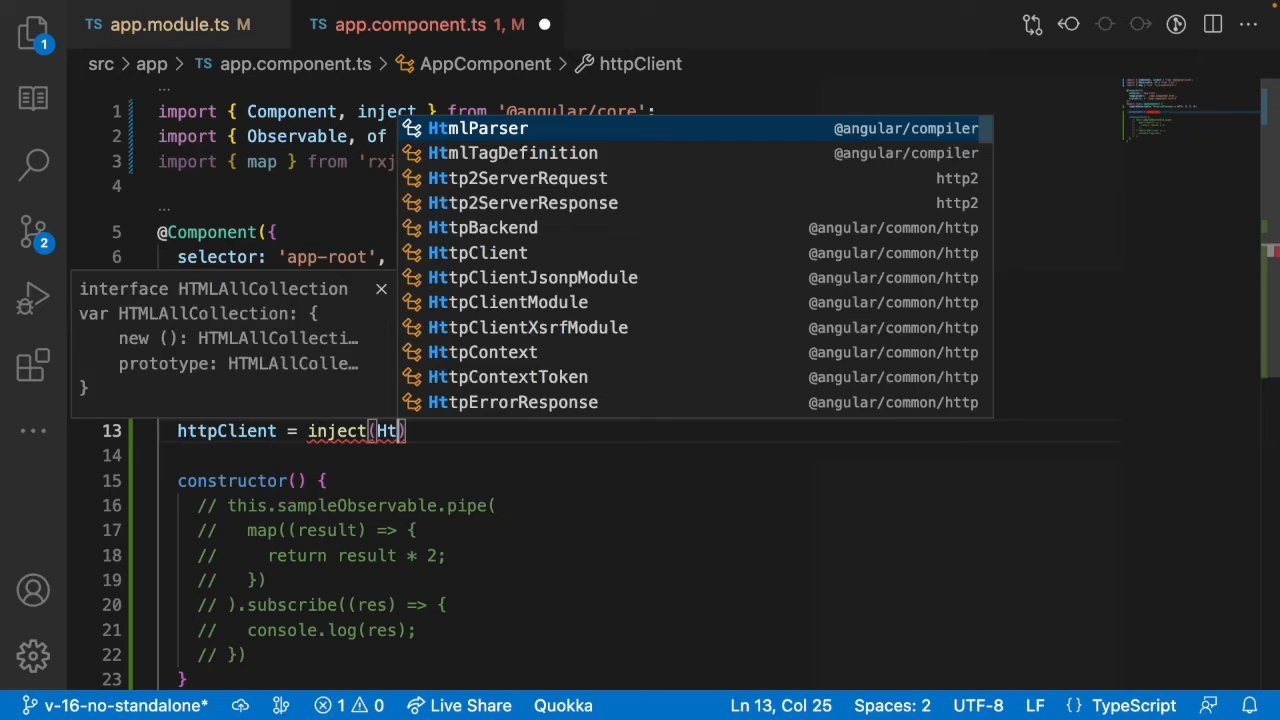 TS app.module.ts M
TS app.component.ts 1, M
src > app > TS app.component.ts > AppComponent > httpClient
1
2
…
1 import { Component, inject } from '@angular/core';
2 import { Observable, of
3 import { map } from 'rxj
4
…
5 @Component({
6 selector: 'app-root',
HtmlParser @angular/compiler
HtmlTagDefinition @angular/compiler
Http2ServerRequest http2
Http2ServerResponse http2
HttpBackend @angular/common/http
HttpClient @angular/common/http
HttpClientJsonpModule @angular/common/http
HttpClientModule @angular/common/http
HttpClientXsrfModule @angular/common/http
HttpContext @angular/common/http
HttpContextToken @angular/common/http
HttpErrorResponse @angular/common/http
interface HTMLAllCollection
var HTMLAllCollection: {
new (): HTMLAllCollecti…
prototype: HTMLAllColle…
}
13 httpClient = inject(Ht)
14
15 constructor() {
16 // this.sampleObservable.pipe(
17 // map((result) => {
18 // return result * 2;
19 // })
20 // ).subscribe((res) => {
21 // console.log(res);
22 // })
23 }
v-16-no-standalone* 1 0 Live Share Quokka Ln 13, Col 25 Spaces: 2 UTF-8 LF {} TypeScript